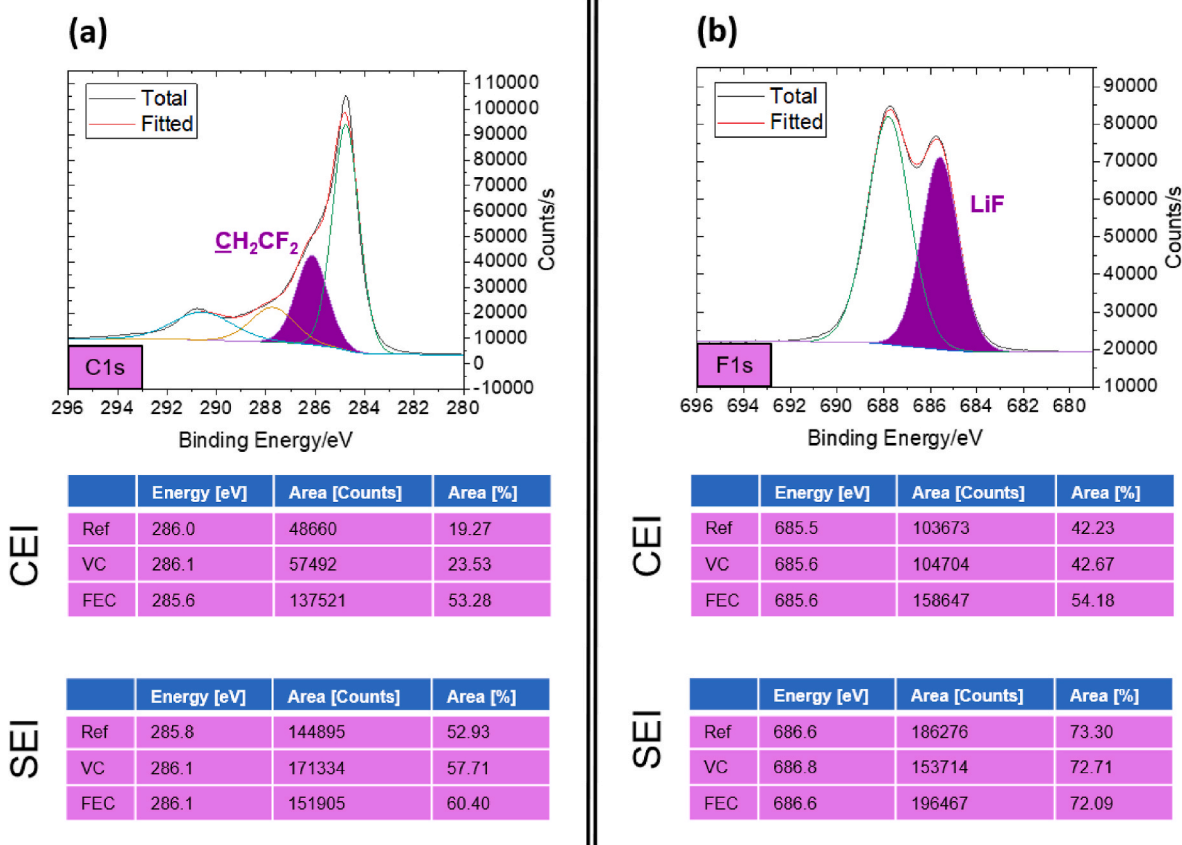 (a)
Total
Fitted
CH₂CF₂
C1s
110000
100000
90000
80000
70000
60000
50000
40000
30000
20000
10000
0
-10000
Counts/s
296 294 292 290 288 286 284 282 280
Binding Energy/eV
CEI
Energy [eV] Area [Counts] Area [%]
Ref 286.0 48660 19.27
VC 286.1 57492 23.53
FEC 285.6 137521 53.28
SEI
Energy [eV] Area [Counts] Area [%]
Ref 285.8 144895 52.93
VC 286.1 171334 57.71
FEC 286.1 151905 60.40
(b)
Total
Fitted
LiF
F1s
90000
80000
70000
60000
50000
40000
30000
20000
10000
Counts/s
696 694 692 690 688 686 684 682 680
Binding Energy/eV
CEI
Energy [eV] Area [Counts] Area [%]
Ref 685.5 103673 42.23
VC 685.6 104704 42.67
FEC 685.6 158647 54.18
SEI
Energy [eV] Area [Counts] Area [%]
Ref 686.6 186276 73.30
VC 686.8 153714 72.71
FEC 686.6 196467 72.09